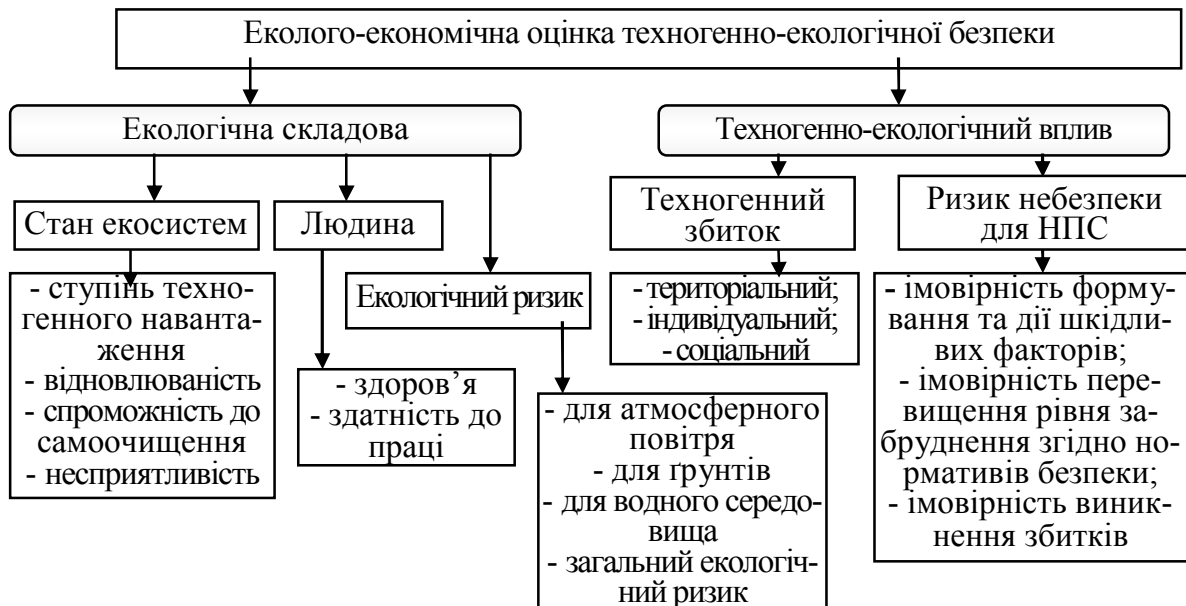 Еколого-економічна оцінка техногенно-екологічної безпеки
Екологічна складова
Техногенно-екологічний вплив
Стан екосистем
Людина
Екологічний ризик
Техногенний
збиток
Ризик небезпеки
для НПС
- ступінь техно-
генного наванта-
ження
- відновлюваність
- спроможність до
самоочищення
- несприятливість
- здоров’я
- здатність до
праці
- для атмосферного
повітря
- для ґрунтів
- для водного середо-
вища
- загальний екологіч-
ний ризик
- територіальний;
- індивідуальний;
- соціальний
- імовірність форму-
вання та дії шкідли-
вих факторів;
- імовірність пере-
вищення рівня за-
бруднення згідно но-
рмативів безпеки;
- імовірність виник-
нення збитків